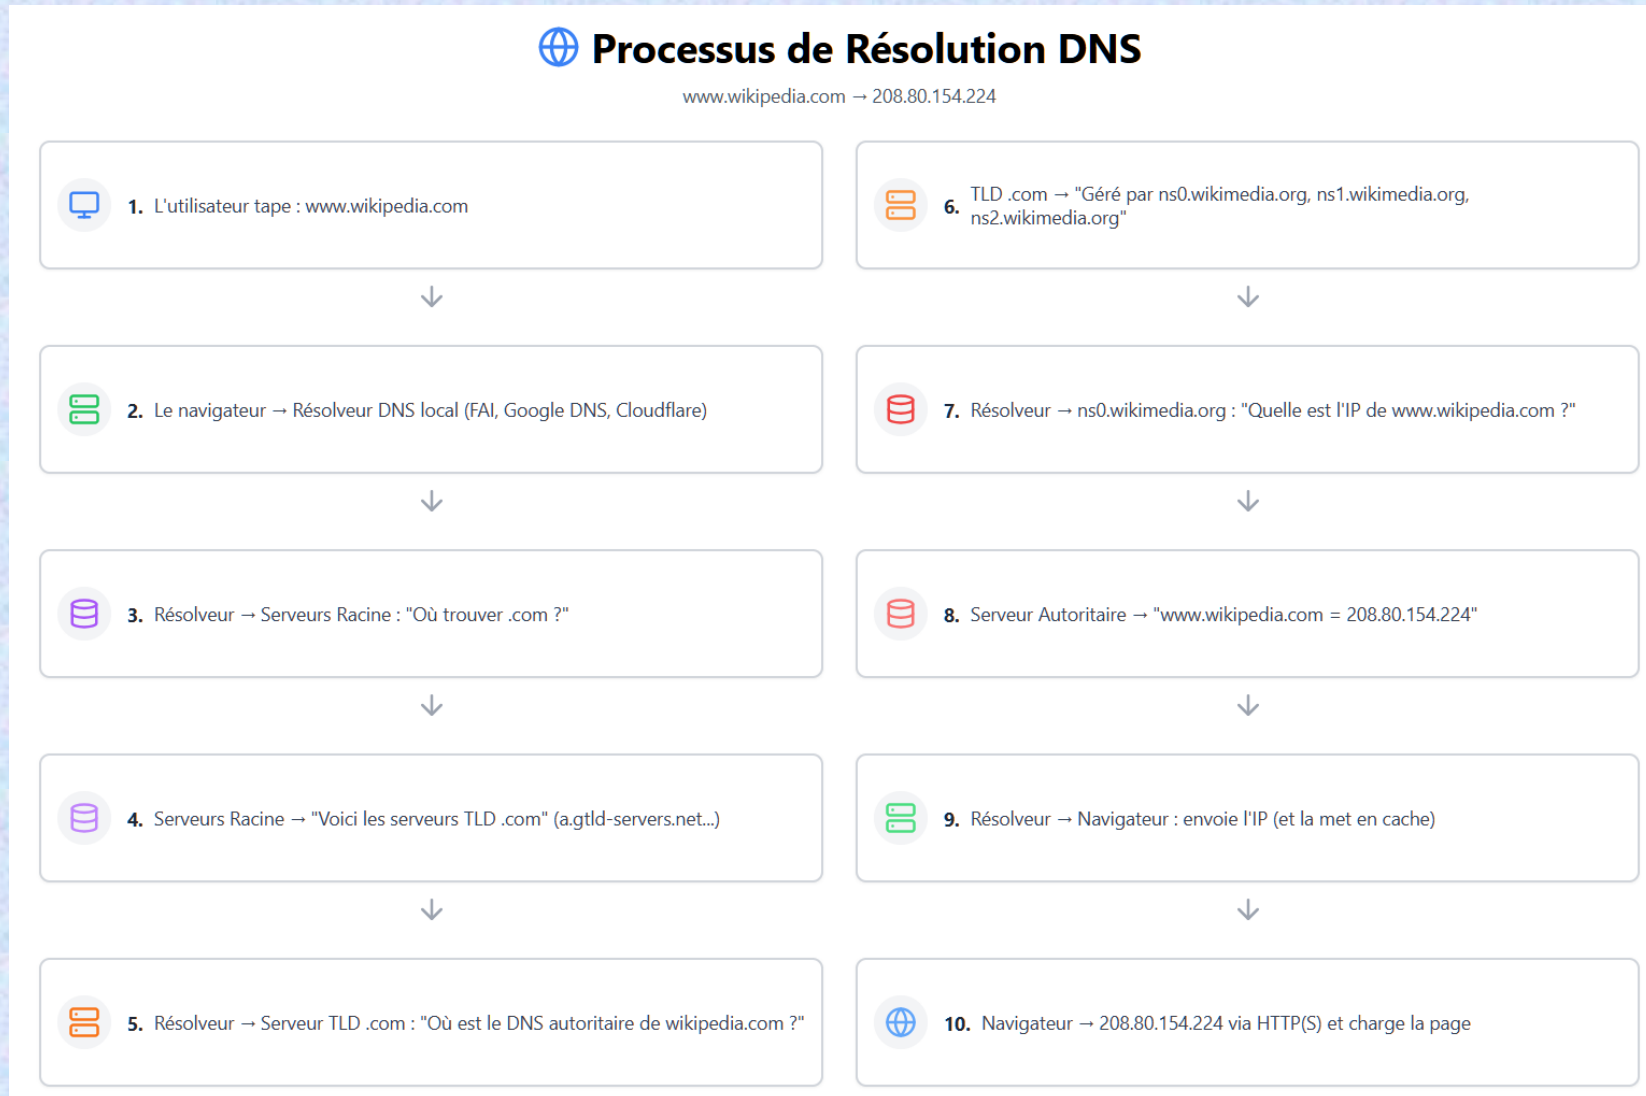 Processus de Résolution DNS
www.wikipedia.com → 208.80.154.224
1. L'utilisateur tape : www.wikipedia.com
2. Le navigateur → Résolveur DNS local (FAI, Google DNS, Cloudflare)
3. Résolveur → Serveurs Racine : "Où trouver .com ?"
4. Serveurs Racine → "Voici les serveurs TLD .com" (a.gtld-servers.net...)
5. Résolveur → Serveur TLD .com : "Où est le DNS autoritaire de wikipedia.com ?"
6. TLD .com → "Géré par ns0.wikimedia.org, ns1.wikimedia.org,
ns2.wikimedia.org"
7. Résolveur → ns0.wikimedia.org : "Quelle est l'IP de www.wikipedia.com ?"
8. Serveur Autoritaire → "www.wikipedia.com = 208.80.154.224"
9. Résolveur → Navigateur : envoie l'IP (et la met en cache)
10. Navigateur → 208.80.154.224 via HTTP(S) et charge la page